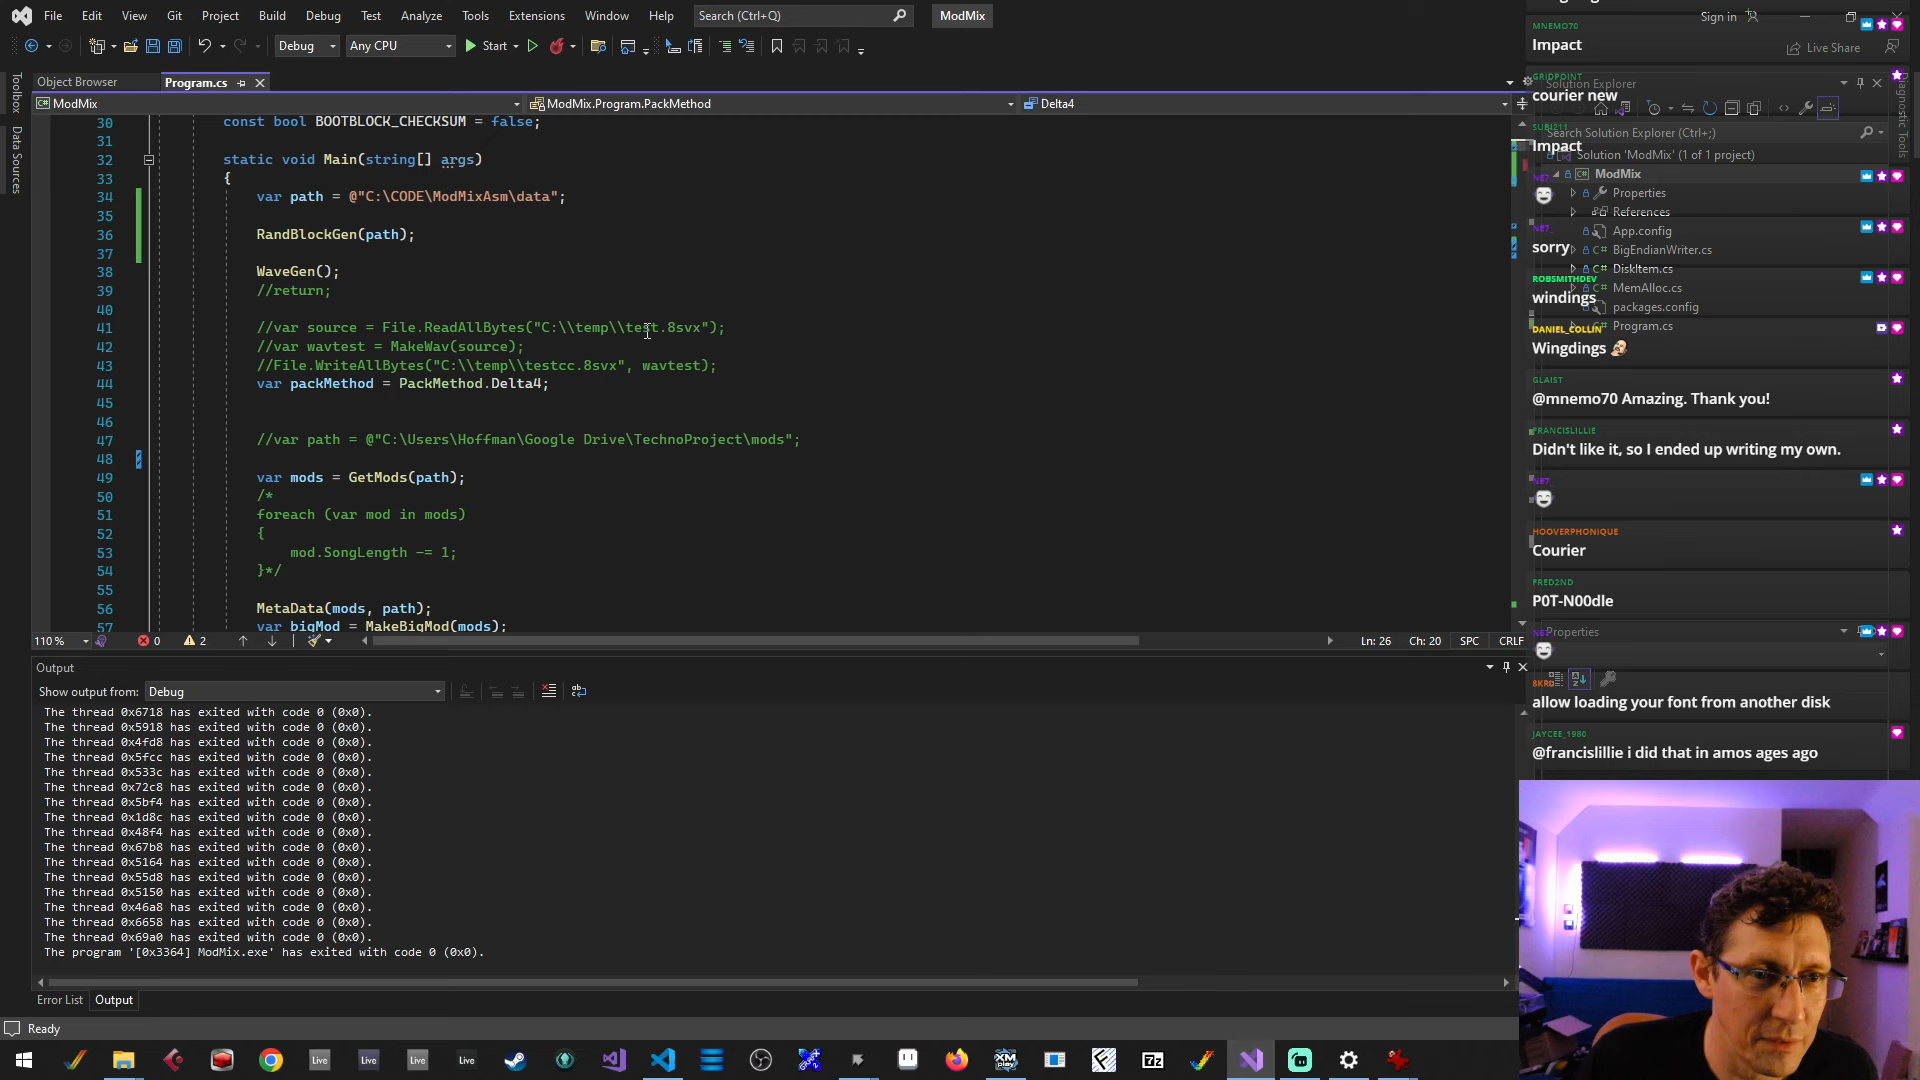 File Edit View Git Project Build Debug Test Analyze Tools Extensions Window Help Search (Ctrl+Q) ModMix Sign in
Debug Any CPU Start Live Share
Object Browser Program.cs
ModMix ModMix.Program.PackMethod Delta4
30 const bool BOOTBLOCK_CHECKSUM = false;
31
32 static void Main(string[] args)
33 {
34 var path = @"C:\CODE\ModMixAsm\data";
35
36 RandBlockGen(path);
37
38 WaveGen();
39 //return;
40
41 //var source = File.ReadAllBytes("C:\\temp\\test.8svx");
42 //var wavtest = MakeWav(source);
43 //File.WriteAllBytes("C:\\temp\\testcc.8svx", wavtest);
44 var packMethod = PackMethod.Delta4;
45
46
47 //var path = @"C:\Users\Hoffman\Google Drive\TechnoProject\mods";
48
49 var mods = GetMods(path);
50 /*
51 foreach (var mod in mods)
52 {
53 mod.SongLength -= 1;
54 }*/
55
56 MetaData(mods, path);
57 var bigMod = MakeBigMod(mods);
110 % 0 2 Ln: 26 Ch: 20 SPC CRLF
Output
Show output from: Debug
The thread 0x6718 has exited with code 0 (0x0).
The thread 0x5918 has exited with code 0 (0x0).
The thread 0x4fd8 has exited with code 0 (0x0).
The thread 0x5fcc has exited with code 0 (0x0).
The thread 0x533c has exited with code 0 (0x0).
The thread 0x72c8 has exited with code 0 (0x0).
The thread 0x5bf4 has exited with code 0 (0x0).
The thread 0x1d8c has exited with code 0 (0x0).
The thread 0x48f4 has exited with code 0 (0x0).
The thread 0x67b8 has exited with code 0 (0x0).
The thread 0x5164 has exited with code 0 (0x0).
The thread 0x55d8 has exited with code 0 (0x0).
The thread 0x5150 has exited with code 0 (0x0).
The thread 0x46a8 has exited with code 0 (0x0).
The thread 0x6658 has exited with code 0 (0x0).
The thread 0x69a0 has exited with code 0 (0x0).
The program '[0x3364] ModMix.exe' has exited with code 0 (0x0).
Error List Output
Ready
Toolbox
Data Sources
Diagnostic Tools
Solution Explorer
Search Solution Explorer (Ctrl+;)
Solution 'ModMix' (1 of 1 project)
ModMix
Properties
References
App.config
BigEndianWriter.cs
DiskItem.cs
MemAlloc.cs
packages.config
Program.cs
Properties
MNEMO70
Impact
GRIDPOINT
courier new
SUBI211
Impact
NE7_
NE7_
sorry
ROBSMITHDEV
windings
DANIEL_COLLIN
Wingdings
GLAIST
@mnemo70 Amazing. Thank you!
FRANCISLILLIE
Didn't like it, so I ended up writing my own.
NE7_
HOOVERPHONIQUE
Courier
FRED2ND
P0T-N00dle
allow loading your font from another disk
JAYCEE_1980
@francislillie i did that in amos ages ago
Live Live Live Live
7z